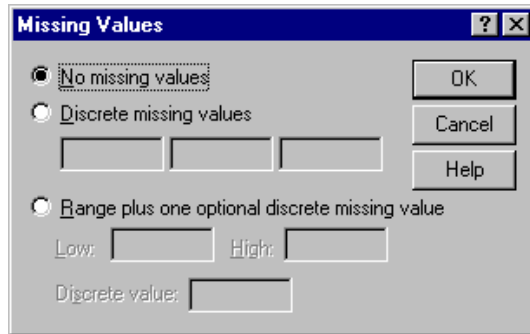 Missing Values
No missing values
OK
Discrete missing values
Cancel
Help
Range plus one optional discrete missing value
Low: High:
Discrete value: